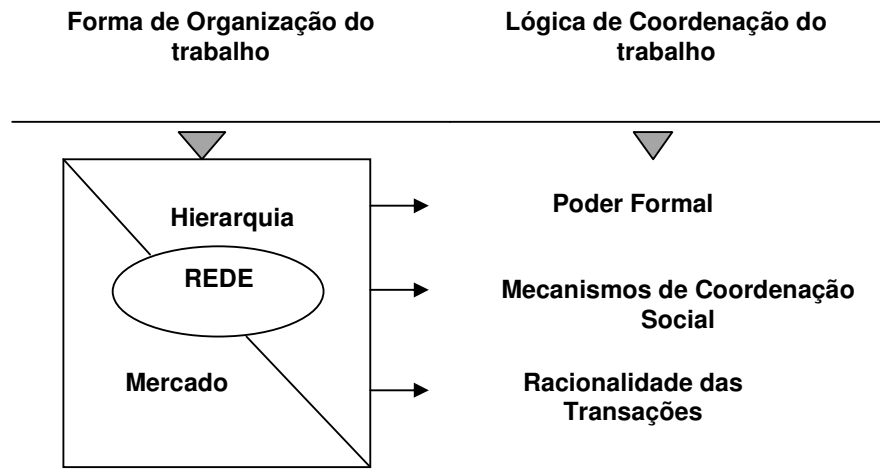 Forma de Organização do
trabalho
Lógica de Coordenação do
trabalho
Hierarquia
Poder Formal
REDE
Mecanismos de Coordenação
Social
Mercado
Racionalidade das
Transações